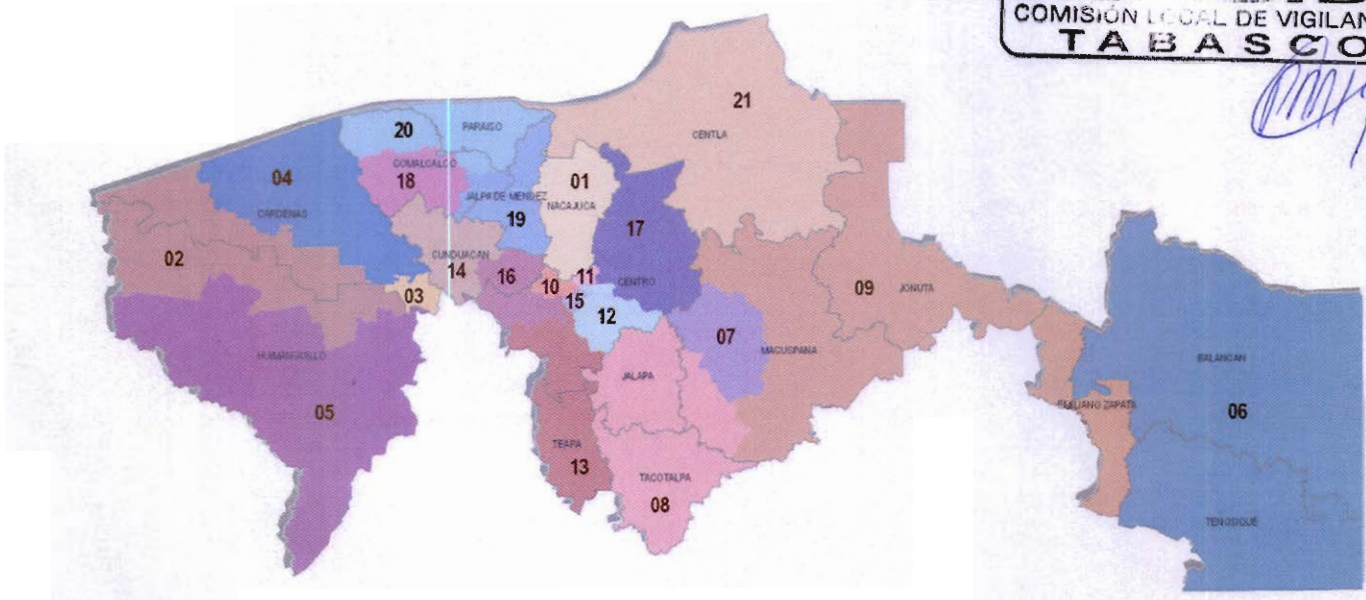 COMISIÓN LOCAL DE VIGILAN
TABASCO
21
CENTLA
20
PARAISO
COMALCALCO
18
04
CARDENAS
01
NACAJUCA
JALPA DE MENDEZ
19
17
02
CUNDUACAN
14
16
10
11
CENTRO
15
03
12
09
JONUTA
07
MACUSPANA
HUIMANGUILLO
05
JALAPA
BALANCAN
06
EMILIANO ZAPATA
TEAPA
13
TACOTALPA
08
TENOSIQUE